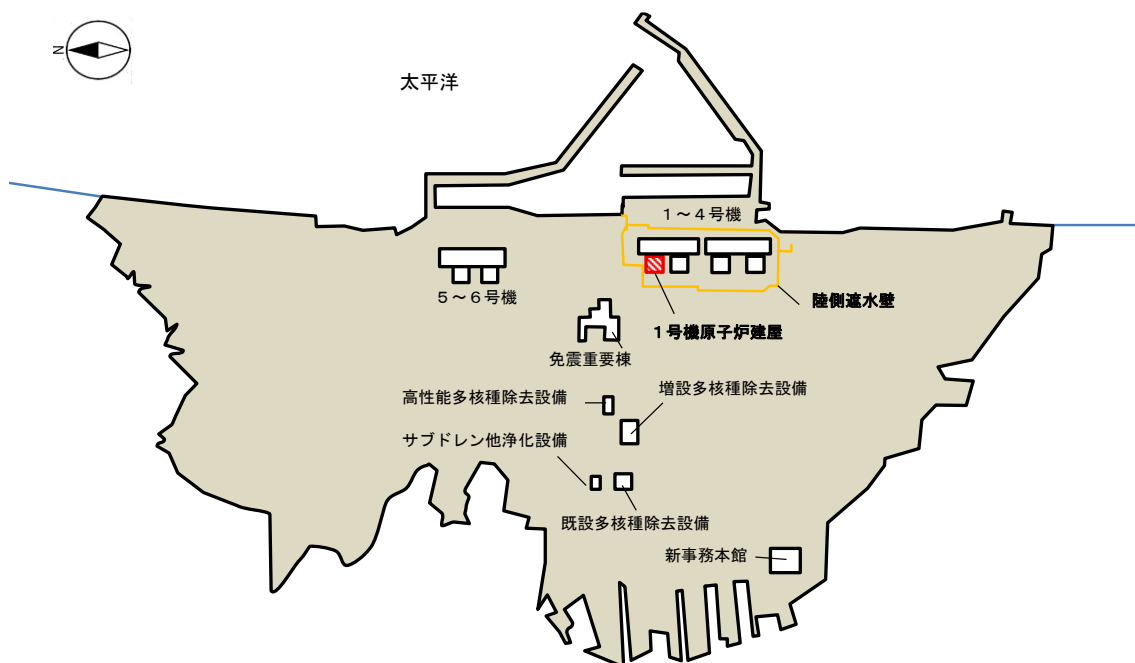 N
太平洋
１～４号機
５～６号機
陸側遮水壁
１号機原子炉建屋
免震重要棟
高性能多核種除去設備
増設多核種除去設備
サブドレン他浄化設備
既設多核種除去設備
新事務本館